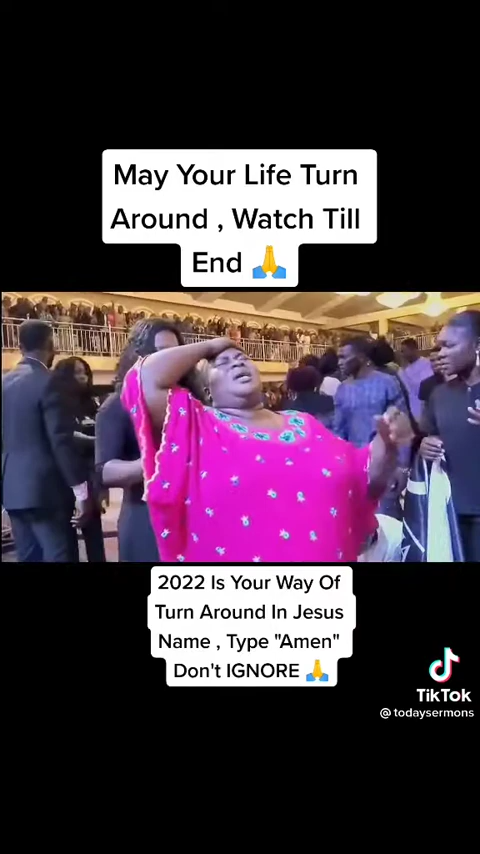 May Your Life Turn
Around , Watch Till
End 🙏
2022 Is Your Way Of
Turn Around In Jesus
Name , Type "Amen"
Don't IGNORE 🙏
TikTok
@todaysermons